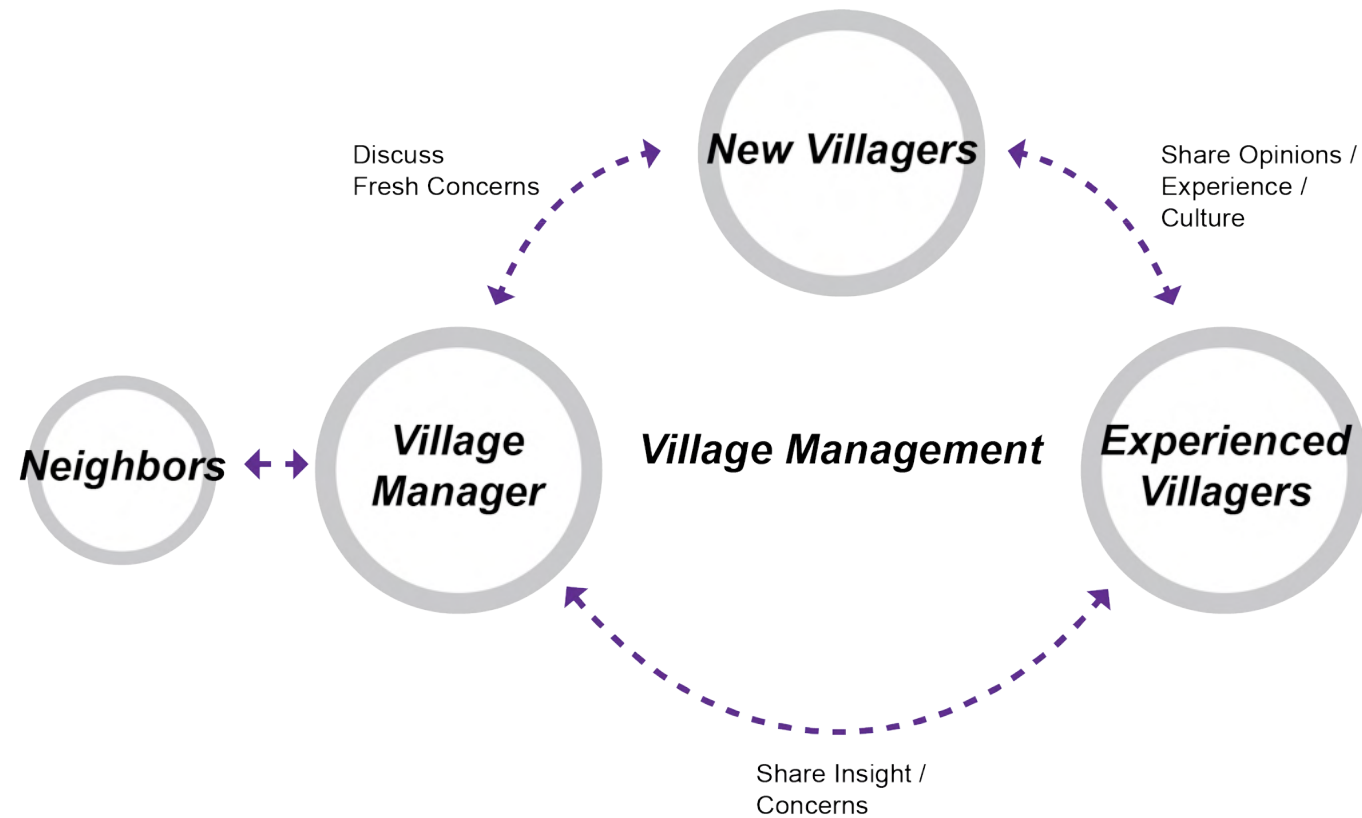 New Villagers
Discuss
Fresh Concerns
Share Opinions /
Experience /
Culture
Neighbors
Village
Manager
Village Management
Experienced
Villagers
Share Insight /
Concerns